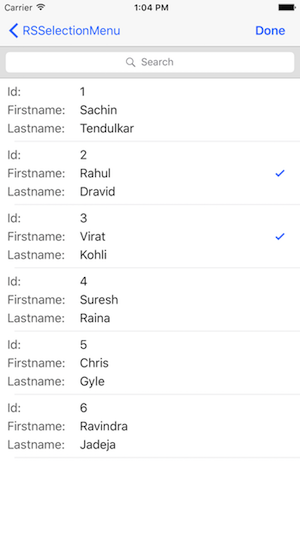 Carrier 1:04 PM
RSSelectionMenu Done
Search
Id: 1
Firstname: Sachin
Lastname: Tendulkar
Id: 2
Firstname: Rahul
Lastname: Dravid
Id: 3
Firstname: Virat
Lastname: Kohli
Id: 4
Firstname: Suresh
Lastname: Raina
Id: 5
Firstname: Chris
Lastname: Gyle
Id: 6
Firstname: Ravindra
Lastname: Jadeja